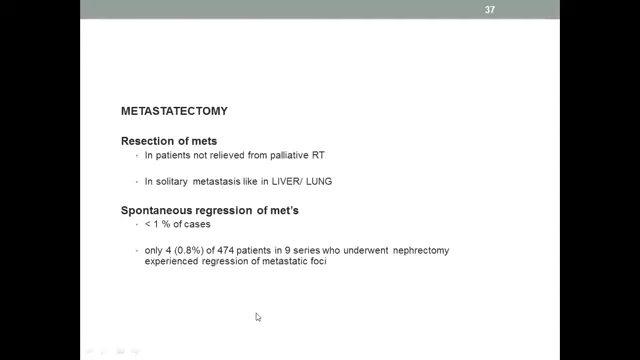 37
METASTATECTOMY
Resection of mets
• In patients not relieved from palliative RT
• In solitary metastasis like in LIVER/ LUNG
Spontaneous regression of met's
• < 1 % of cases
• only 4 (0.8%) of 474 patients in 9 series who underwent nephrectomy
experienced regression of metastatic foci